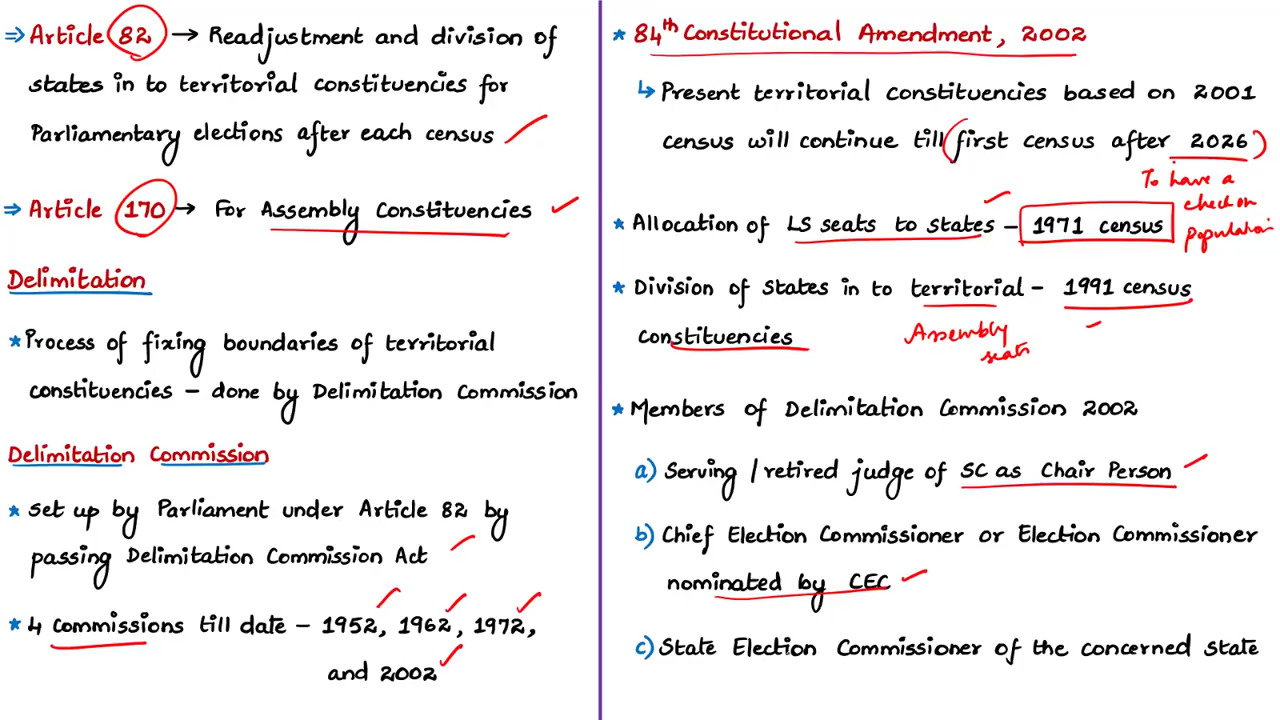 ⇒ Article 82 → Readjustment and division of
states in to territorial constituencies for
Parliamentary elections after each census
⇒ Article 170 → For Assembly Constituencies
Delimitation
* Process of fixing boundaries of territorial
constituencies – done by Delimitation Commission
Delimitation Commission
* set up by Parliament under Article 82 by
passing Delimitation Commission Act
* 4 Commissions till date – 1952, 1962, 1972,
and 2002
* 84th Constitutional Amendment, 2002
↳ Present territorial constituencies based on 2001
census will continue till (first census after 2026)
To have a
check on
population
* Allocation of LS seats to states – 1971 census
* Division of states in to territorial – 1991 census
constituencies
Assembly
seats
* Members of Delimitation Commission 2002
a) Serving / retired judge of SC as Chair Person
b) Chief Election Commissioner or Election Commissioner
nominated by CEC
c) State Election Commissioner of the concerned state